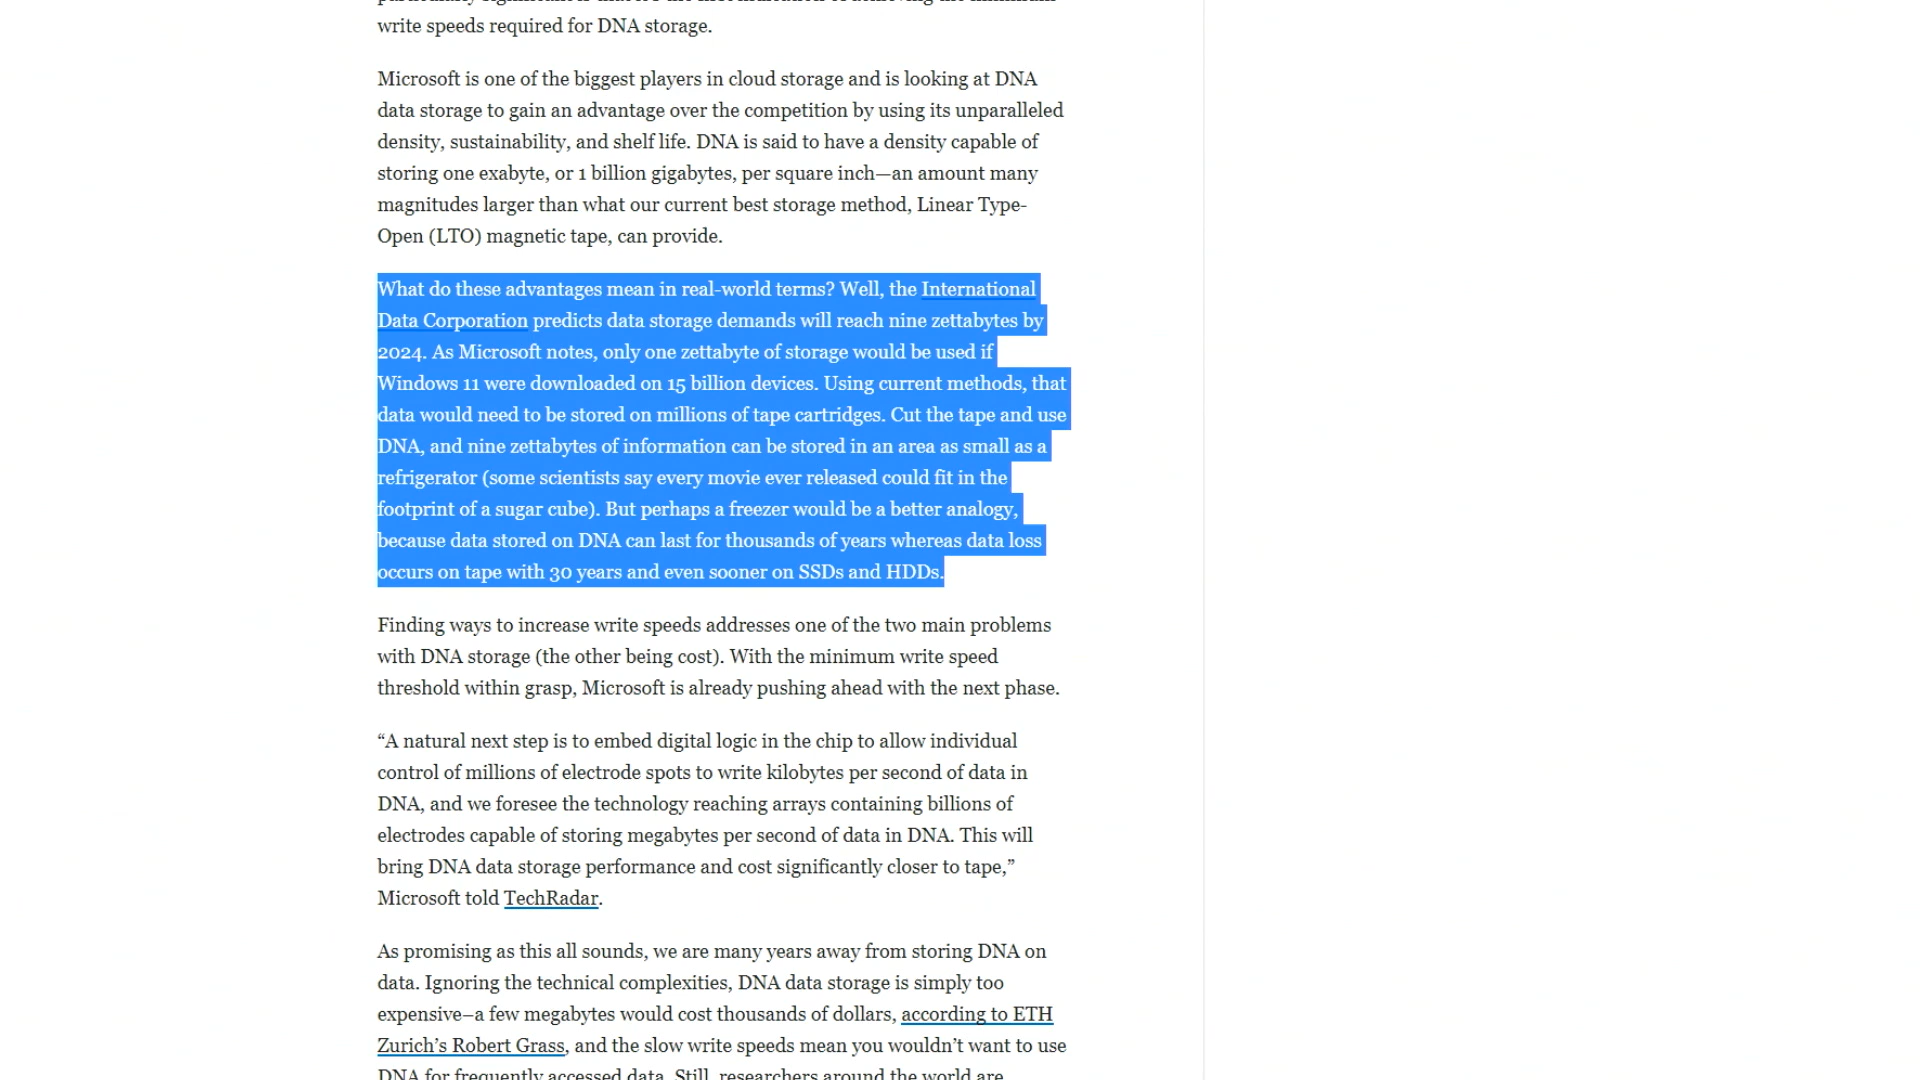 write speeds required for DNA storage.
Microsoft is one of the biggest players in cloud storage and is looking at DNA
data storage to gain an advantage over the competition by using its unparalleled
density, sustainability, and shelf life. DNA is said to have a density capable of
storing one exabyte, or 1 billion gigabytes, per square inch—an amount many
magnitudes larger than what our current best storage method, Linear Type-
Open (LTO) magnetic tape, can provide.
What do these advantages mean in real-world terms? Well, the International
Data Corporation predicts data storage demands will reach nine zettabytes by
2024. As Microsoft notes, only one zettabyte of storage would be used if
Windows 11 were downloaded on 15 billion devices. Using current methods, that
data would need to be stored on millions of tape cartridges. Cut the tape and use
DNA, and nine zettabytes of information can be stored in an area as small as a
refrigerator (some scientists say every movie ever released could fit in the
footprint of a sugar cube). But perhaps a freezer would be a better analogy,
because data stored on DNA can last for thousands of years whereas data loss
occurs on tape with 30 years and even sooner on SSDs and HDDs.
Finding ways to increase write speeds addresses one of the two main problems
with DNA storage (the other being cost). With the minimum write speed
threshold within grasp, Microsoft is already pushing ahead with the next phase.
“A natural next step is to embed digital logic in the chip to allow individual
control of millions of electrode spots to write kilobytes per second of data in
DNA, and we foresee the technology reaching arrays containing billions of
electrodes capable of storing megabytes per second of data in DNA. This will
bring DNA data storage performance and cost significantly closer to tape,”
Microsoft told TechRadar.
As promising as this all sounds, we are many years away from storing DNA on
data. Ignoring the technical complexities, DNA data storage is simply too
expensive–a few megabytes would cost thousands of dollars, according to ETH
Zurich’s Robert Grass, and the slow write speeds mean you wouldn’t want to use
DNA for frequently accessed data. Still, researchers around the world are